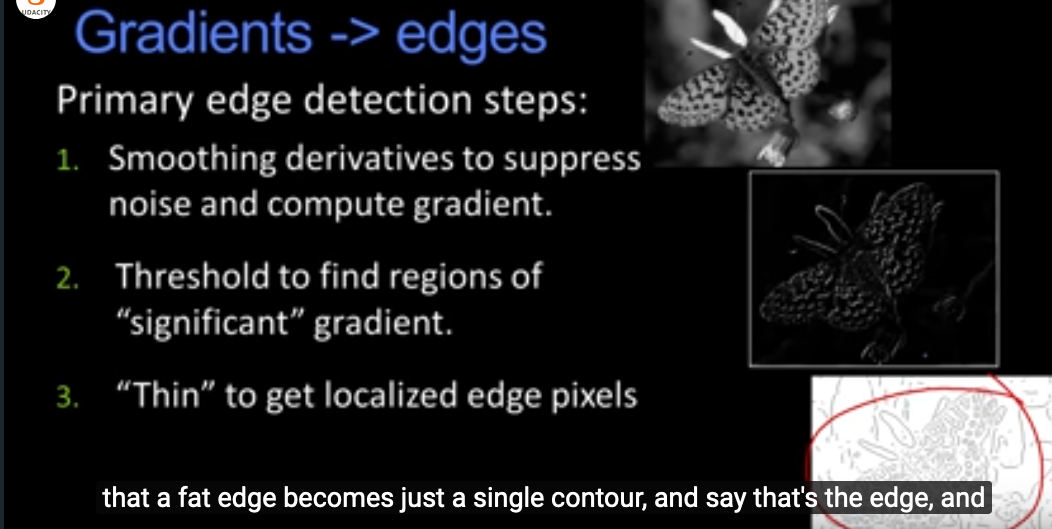 UDACITY
Gradients -> edges
Primary edge detection steps:
1. Smoothing derivatives to suppress
noise and compute gradient.
2. Threshold to find regions of
“significant” gradient.
3. “Thin” to get localized edge pixels
that a fat edge becomes just a single contour, and say that's the edge, and